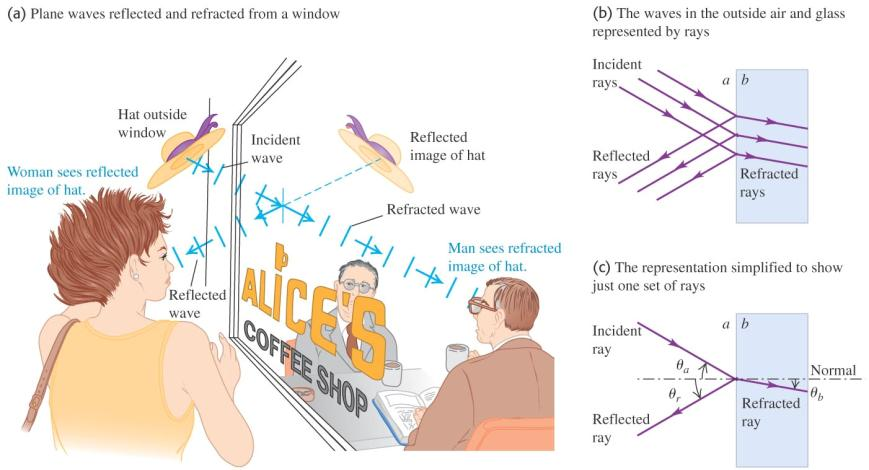 (a) Plane waves reflected and refracted from a window
Hat outside
window
Incident
wave
Reflected
image of hat
Woman sees reflected
image of hat.
Refracted wave
Man sees refracted
image of hat.
Reflected
wave
ALICE'S
COFFEE SHOP
(b) The waves in the outside air and glass
represented by rays
Incident
rays
a b
Reflected
rays
Refracted
rays
(c) The representation simplified to show
just one set of rays
Incident
ray
a b
θa
Normal
θr
θb
Refracted
ray
Reflected
ray